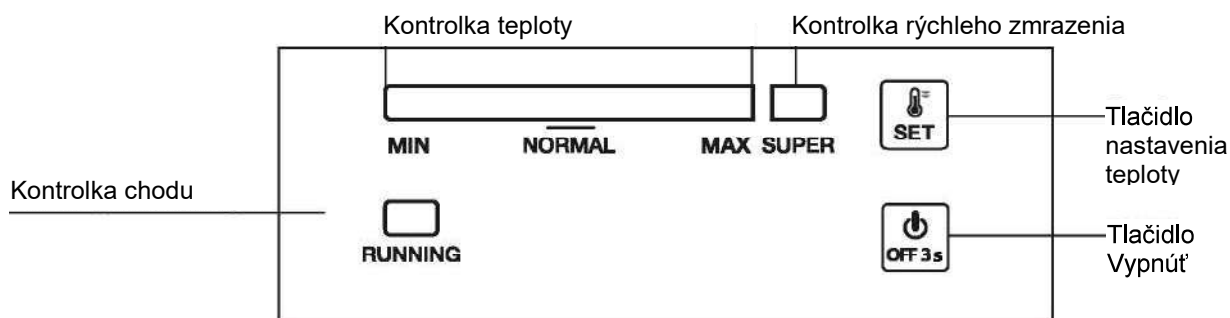 Kontrolka teploty
Kontrolka rýchleho zmrazenia
MIN
NORMAL
MAX
SUPER
SET
Tlačidlo
nastavenia
teploty
Kontrolka chodu
RUNNING
OFF 3s
Tlačidlo
Vypnúť